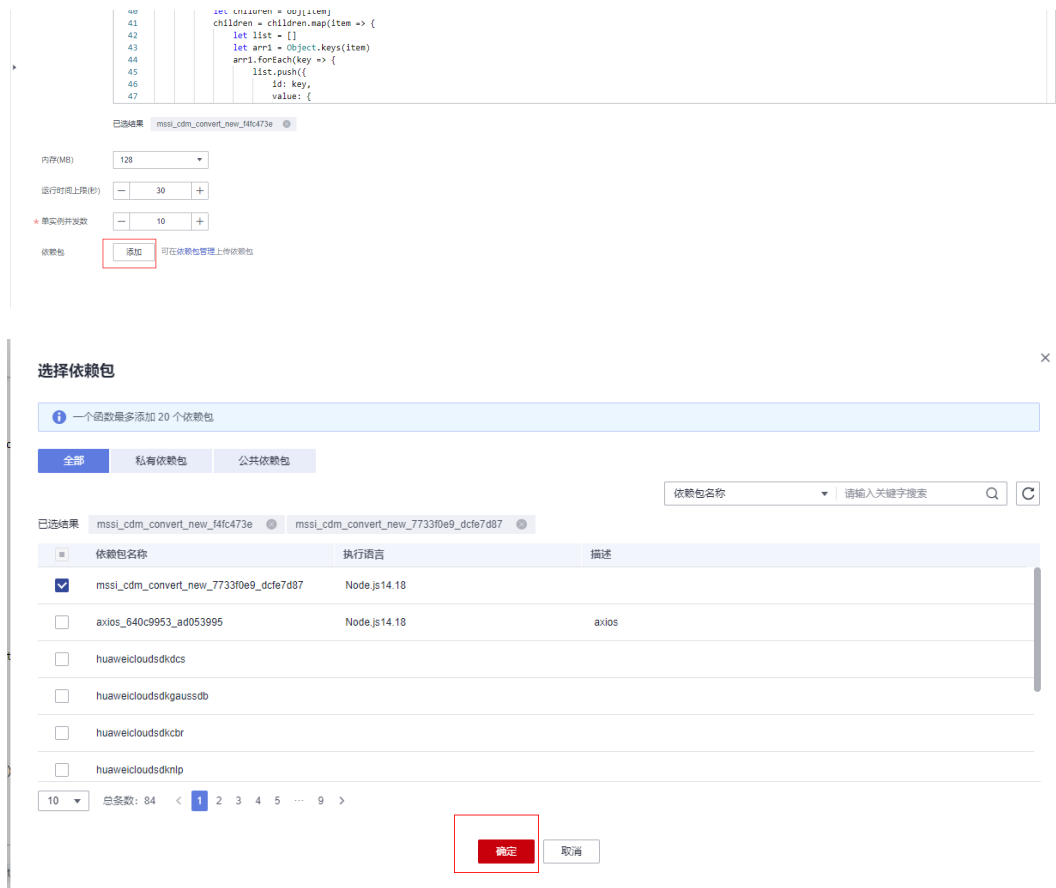 40 let children = obj[item]
41 children = children.map(item => {
42 let list = []
43 let arr1 = Object.keys(item)
44 arr1.forEach(key => {
45 list.push({
46 id: key,
47 value: {
已选结果 mssi_cdm_convert_new_f4fc473e
内存(MB) 128
运行时间上限(秒) 30
* 单实例并发数 10
依赖包 添加 可在依赖包管理上传依赖包
选择依赖包
一个函数最多添加 20 个依赖包
全部 私有依赖包 公共依赖包
依赖包名称 请输入关键字搜索
已选结果 mssi_cdm_convert_new_f4fc473e mssi_cdm_convert_new_7733f0e9_dcfe7d87
依赖包名称 执行语言 描述
mssi_cdm_convert_new_7733f0e9_dcfe7d87 Node.js14.18
axios_640c9953_ad053995 Node.js14.18 axios
huaweicloudsdkdcs
huaweicloudsdkgaussdb
huaweicloudsdkcbr
huaweicloudsdknlp
10 总条数: 84 < 1 2 3 4 5 ... 9 >
确定 取消